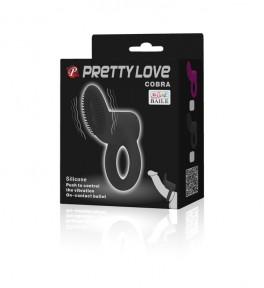 PRETTY LOVE
COBRA
BAILE
Silicone
Push to control
the vibration
On-contact bullet